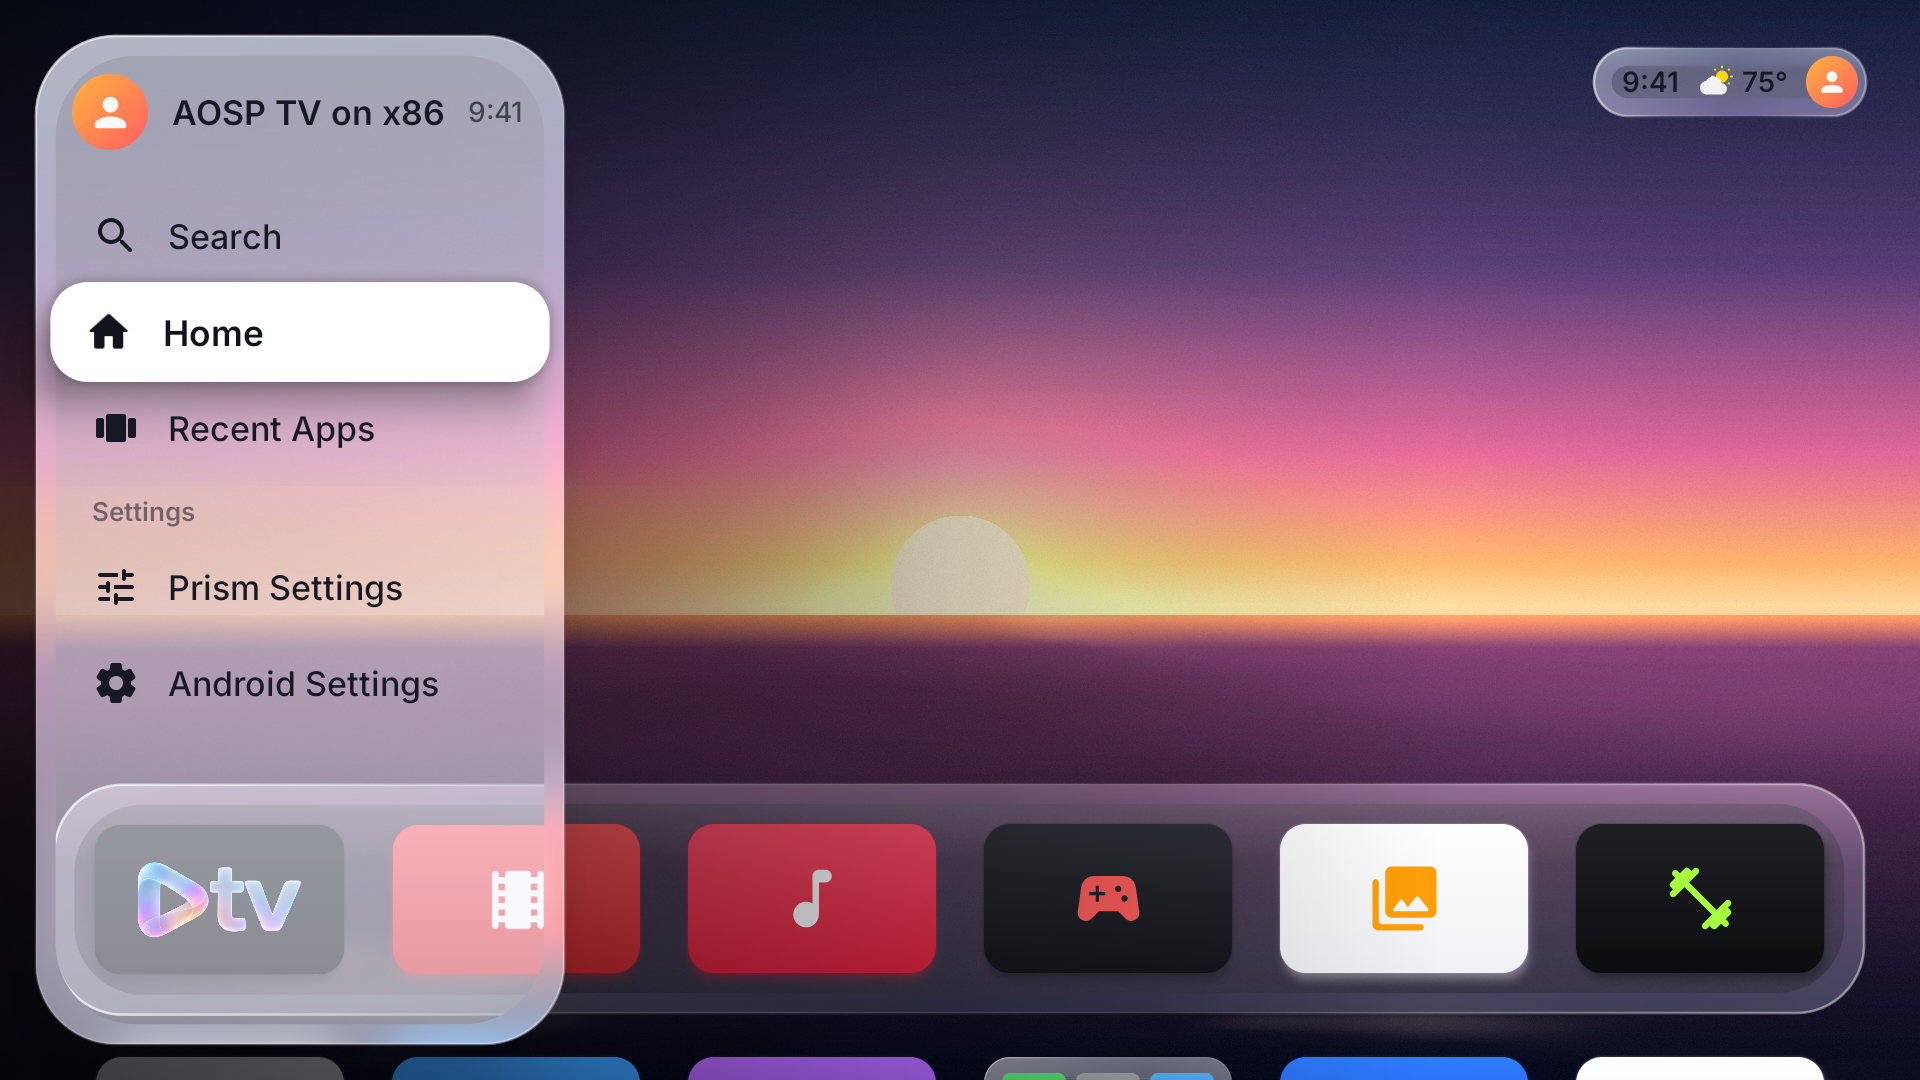 AOSP TV on x86 9:41
Search
Home
Recent Apps
Settings
Prism Settings
Android Settings
9:41 75°
tv